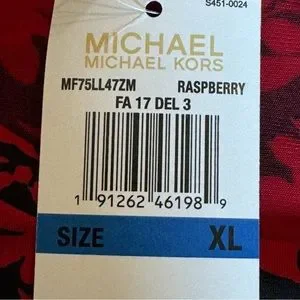 S451-0024
MICHAEL
MICHAEL KORS
MF75LL47ZM RASPBERRY
FA 17 DEL 3
1 91262 46198 9
SIZE XL